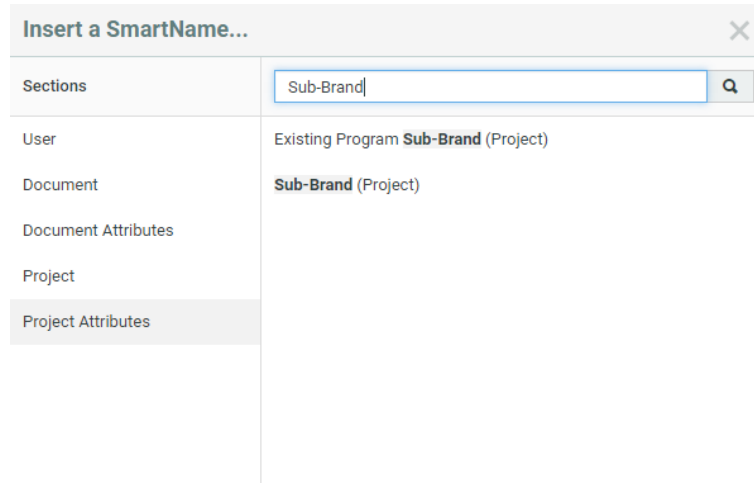 Insert a SmartName...
Sections
Sub-Brand
User
Existing Program Sub-Brand (Project)
Document
Sub-Brand (Project)
Document Attributes
Project
Project Attributes